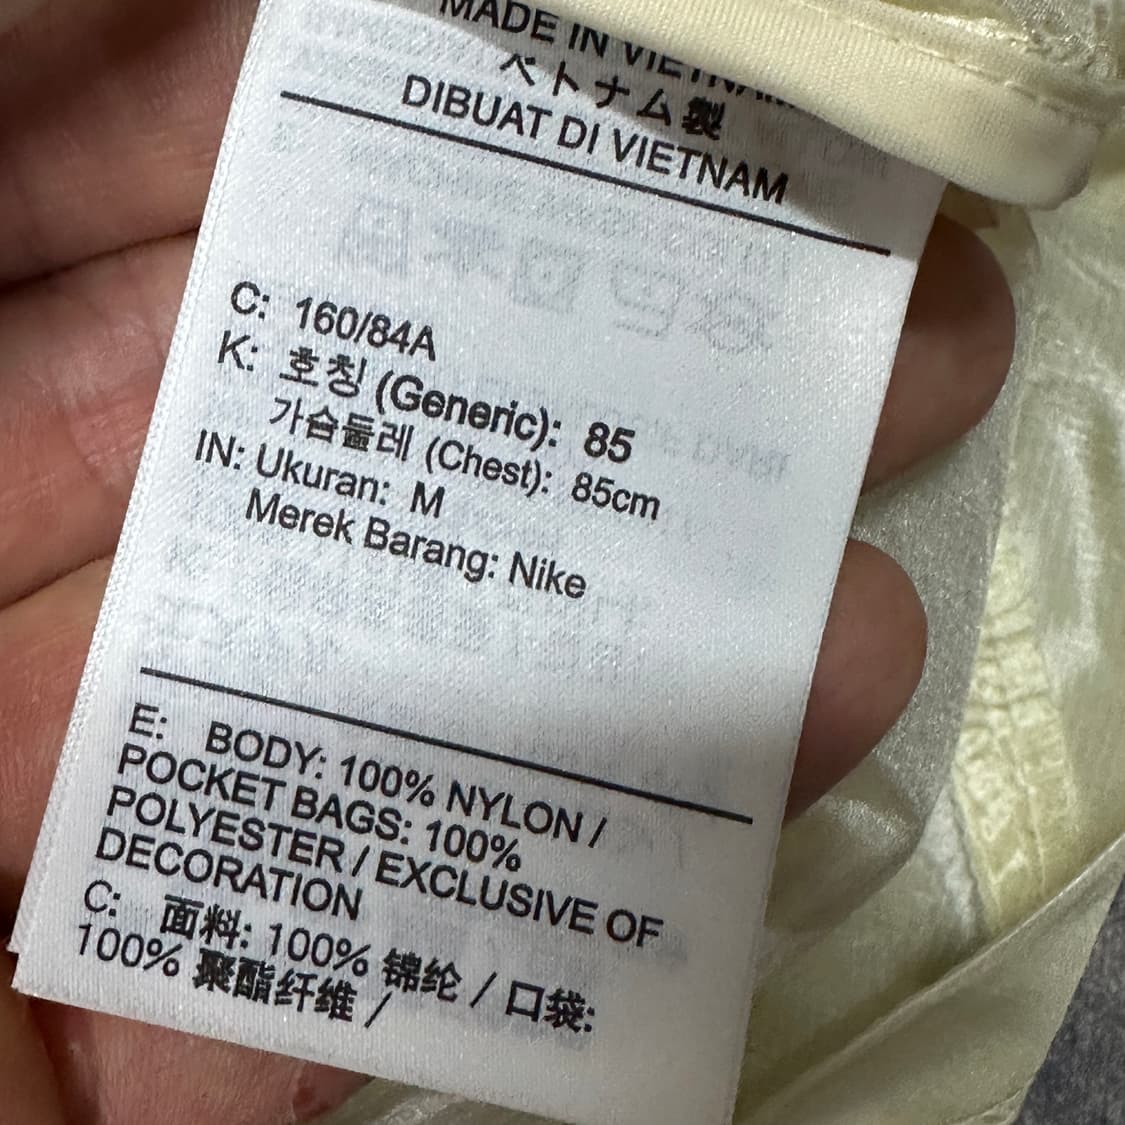 MADE IN VIETNAM
ベトナム製
DIBUAT DI VIETNAM
C: 160/84A
K: 호칭 (Generic): 85
가슴둘레 (Chest): 85cm
IN: Ukuran: M
Merek Barang: Nike
E: BODY: 100% NYLON /
POCKET BAGS: 100%
POLYESTER / EXCLUSIVE OF
DECORATION
C: 面料: 100% 锦纶 / 口袋:
100% 聚酯纤维 /